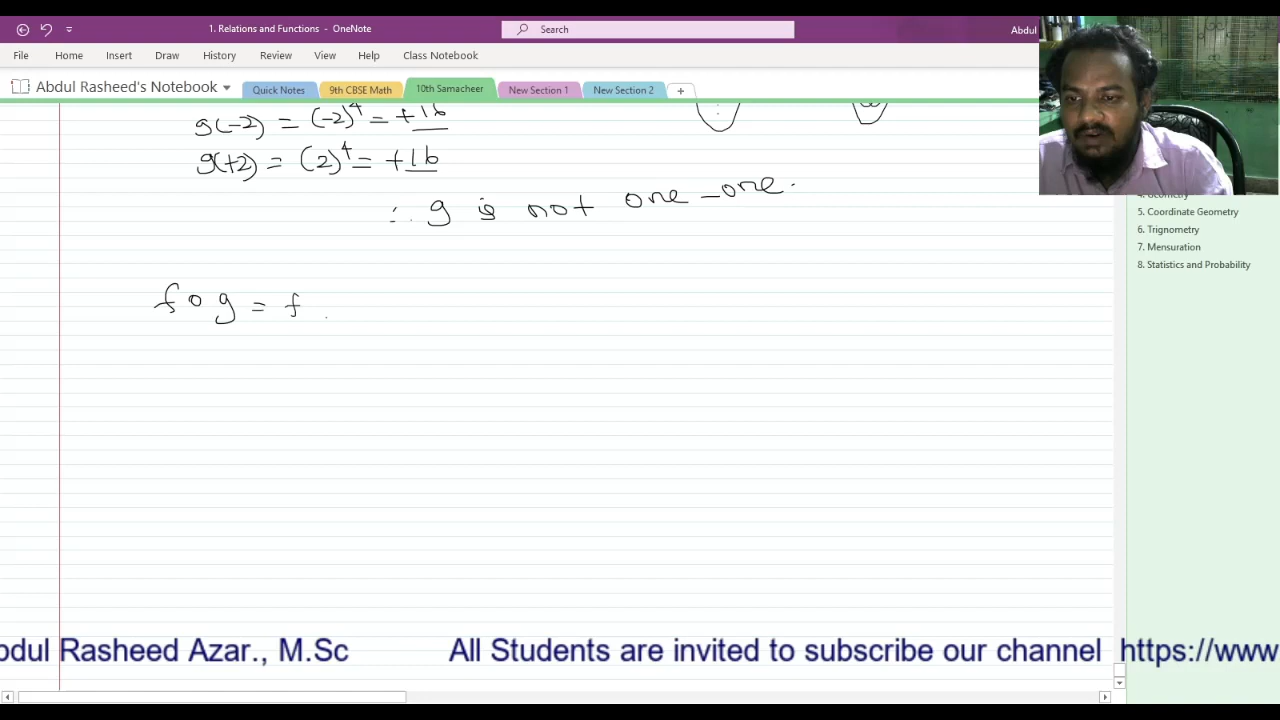 1. Relations and Functions - OneNote
Search
Abdul
File Home Insert Draw History Review View Help Class Notebook
Abdul Rasheed's Notebook
Quick Notes 9th CBSE Math 10th Samacheer New Section 1 New Section 2 +
g(-2) = (-2)⁴ = +16
g(+2) = (2)⁴ = +16
∴ g is not one-one.
f o g = f
5. Coordinate Geometry
6. Trignometry
7. Mensuration
8. Statistics and Probability
bdul Rasheed Azar., M.Sc All Students are invited to subscribe our channel https://www